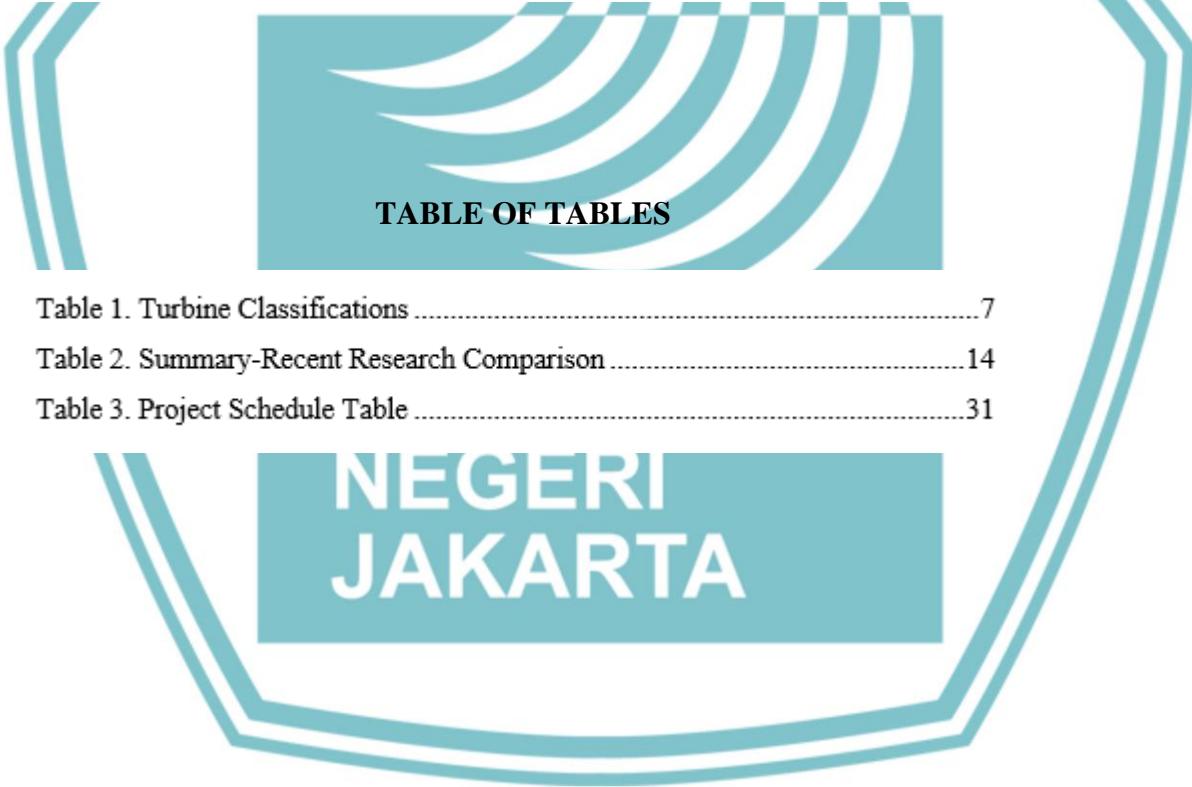 TABLE OF TABLES
Table 1. Turbine Classifications ........................................................................................7
Table 2. Summary-Recent Research Comparison .......................................................14
Table 3. Project Schedule Table .....................................................................................31
NEGERI
JAKARTA